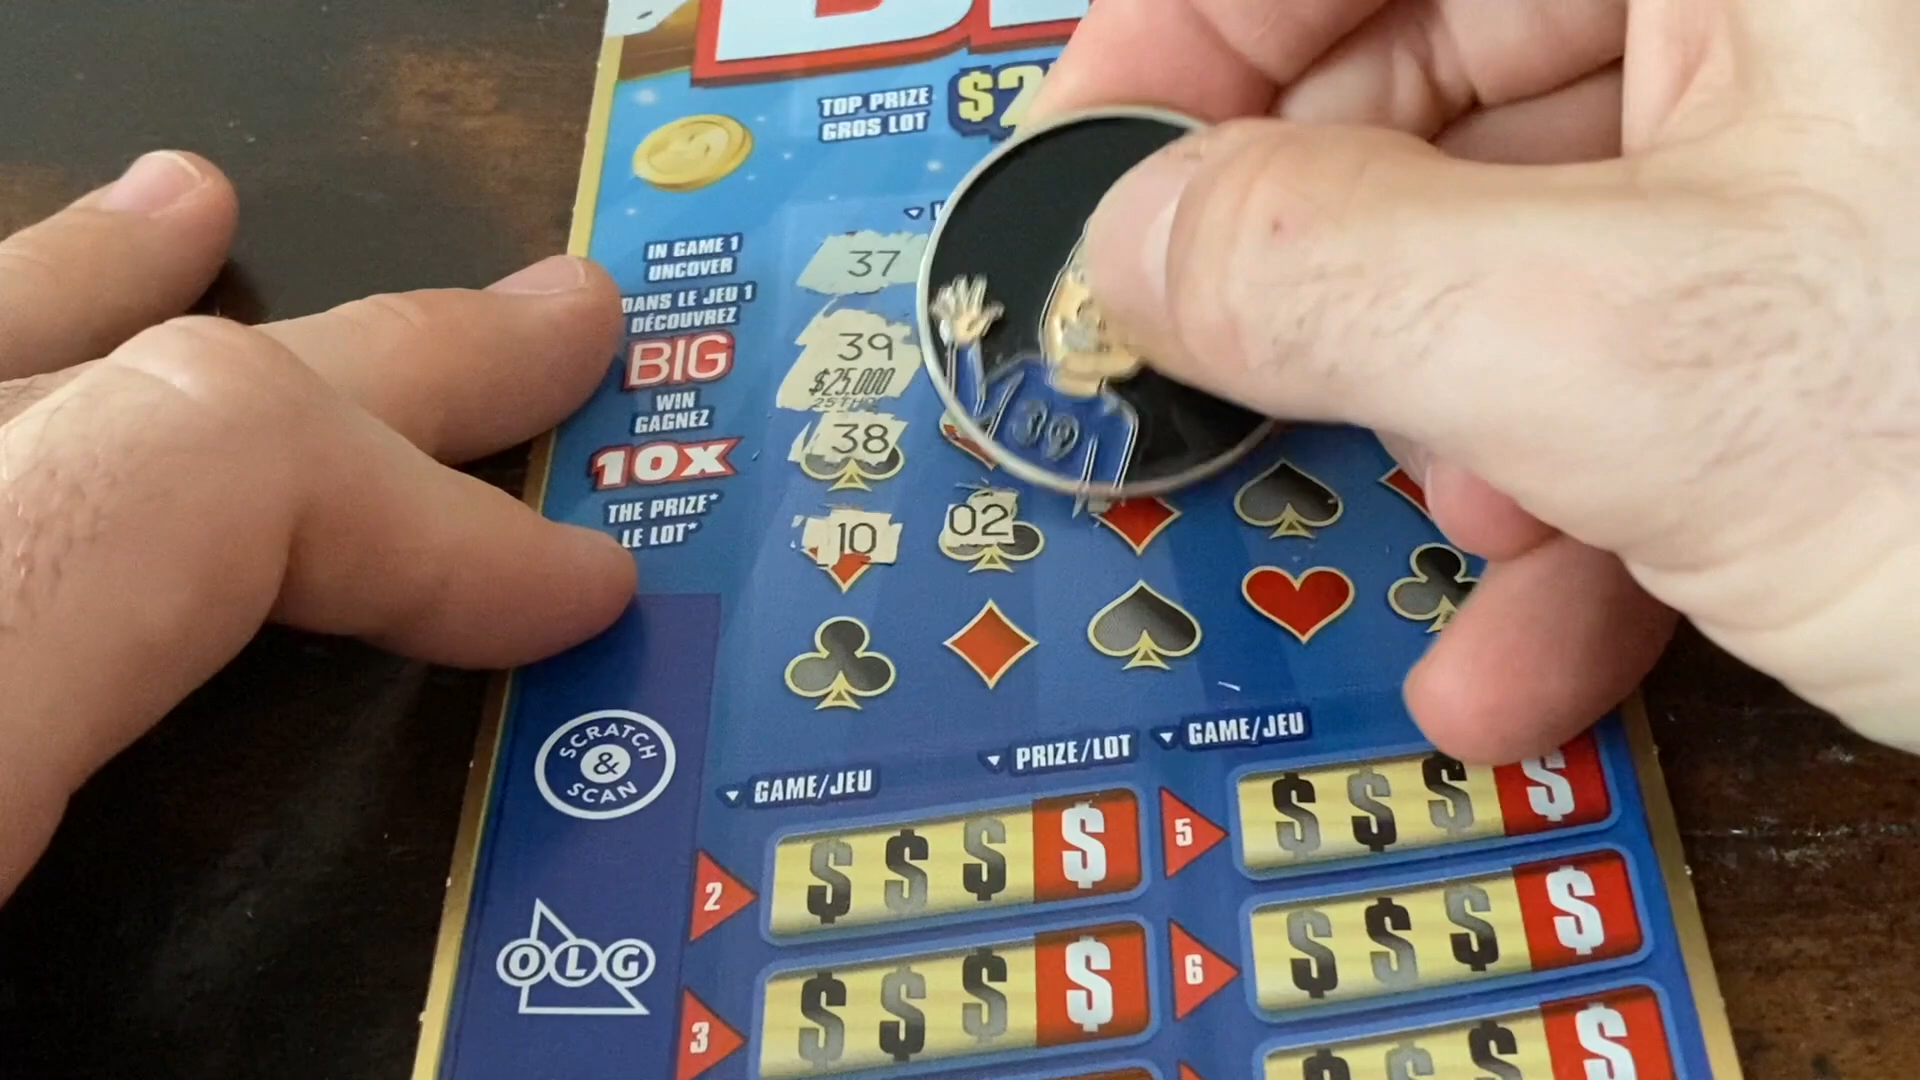 TOP PRIZE
GROS LOT
IN GAME 1
UNCOVER
DANS LE JEU 1
DÉCOUVREZ
BIG
WIN
GAGNEZ
10X
THE PRIZE*
LE LOT*
37
39
$25,000
38
10
02
39
SCRATCH
&
SCAN
OLG
GAME/JEU
PRIZE/LOT
GAME/JEU
2
$ $ $ $
5
$ $ $ $
3
$ $ $ $
6
$ $ $ $